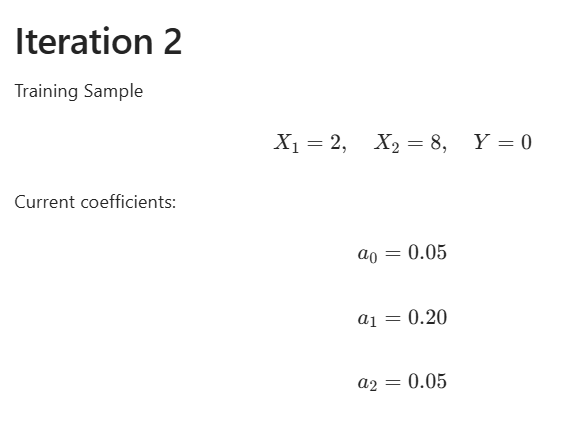 Iteration 2
Training Sample
X₁ = 2, X₂ = 8, Y = 0
Current coefficients:
a₀ = 0.05
a₁ = 0.20
a₂ = 0.05